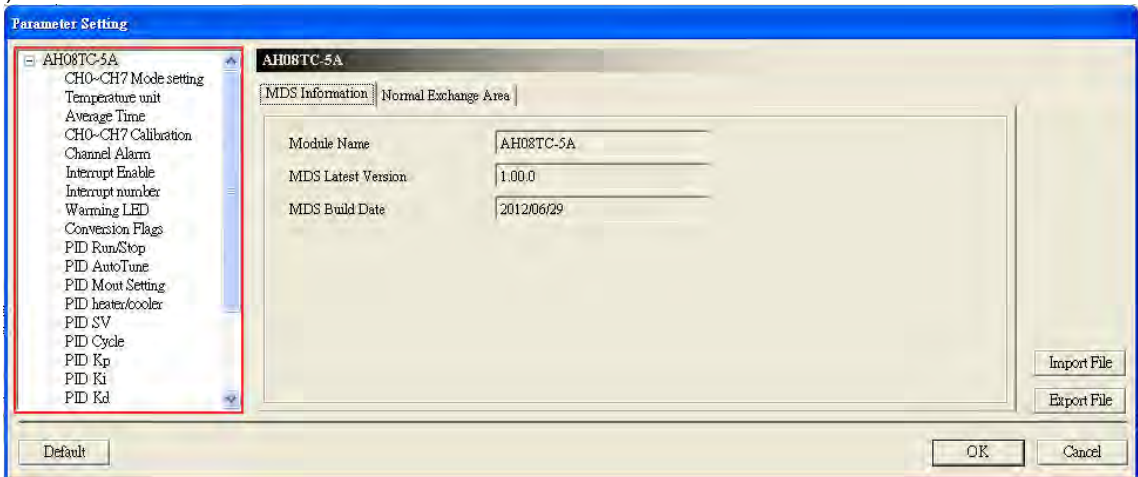 )
Parameter Setting
AH08TC-5A
CH0~CH7 Mode setting
Temperature unit
Average Time
CH0~CH7 Calibration
Channel Alarm
Interrupt Enable
Interrupt number
Warming LED
Conversion Flags
PID Run/Stop
PID AutoTune
PID Mout Setting
PID heater/cooler
PID SV
PID Cycle
PID Kp
PID Ki
PID Kd
AH08TC-5A
MDS Information Normal Exchange Area
Module Name AH08TC-5A
MDS Latest Version 1.00.0
MDS Build Date 2012/06/29
Import File
Export File
Default OK Cancel